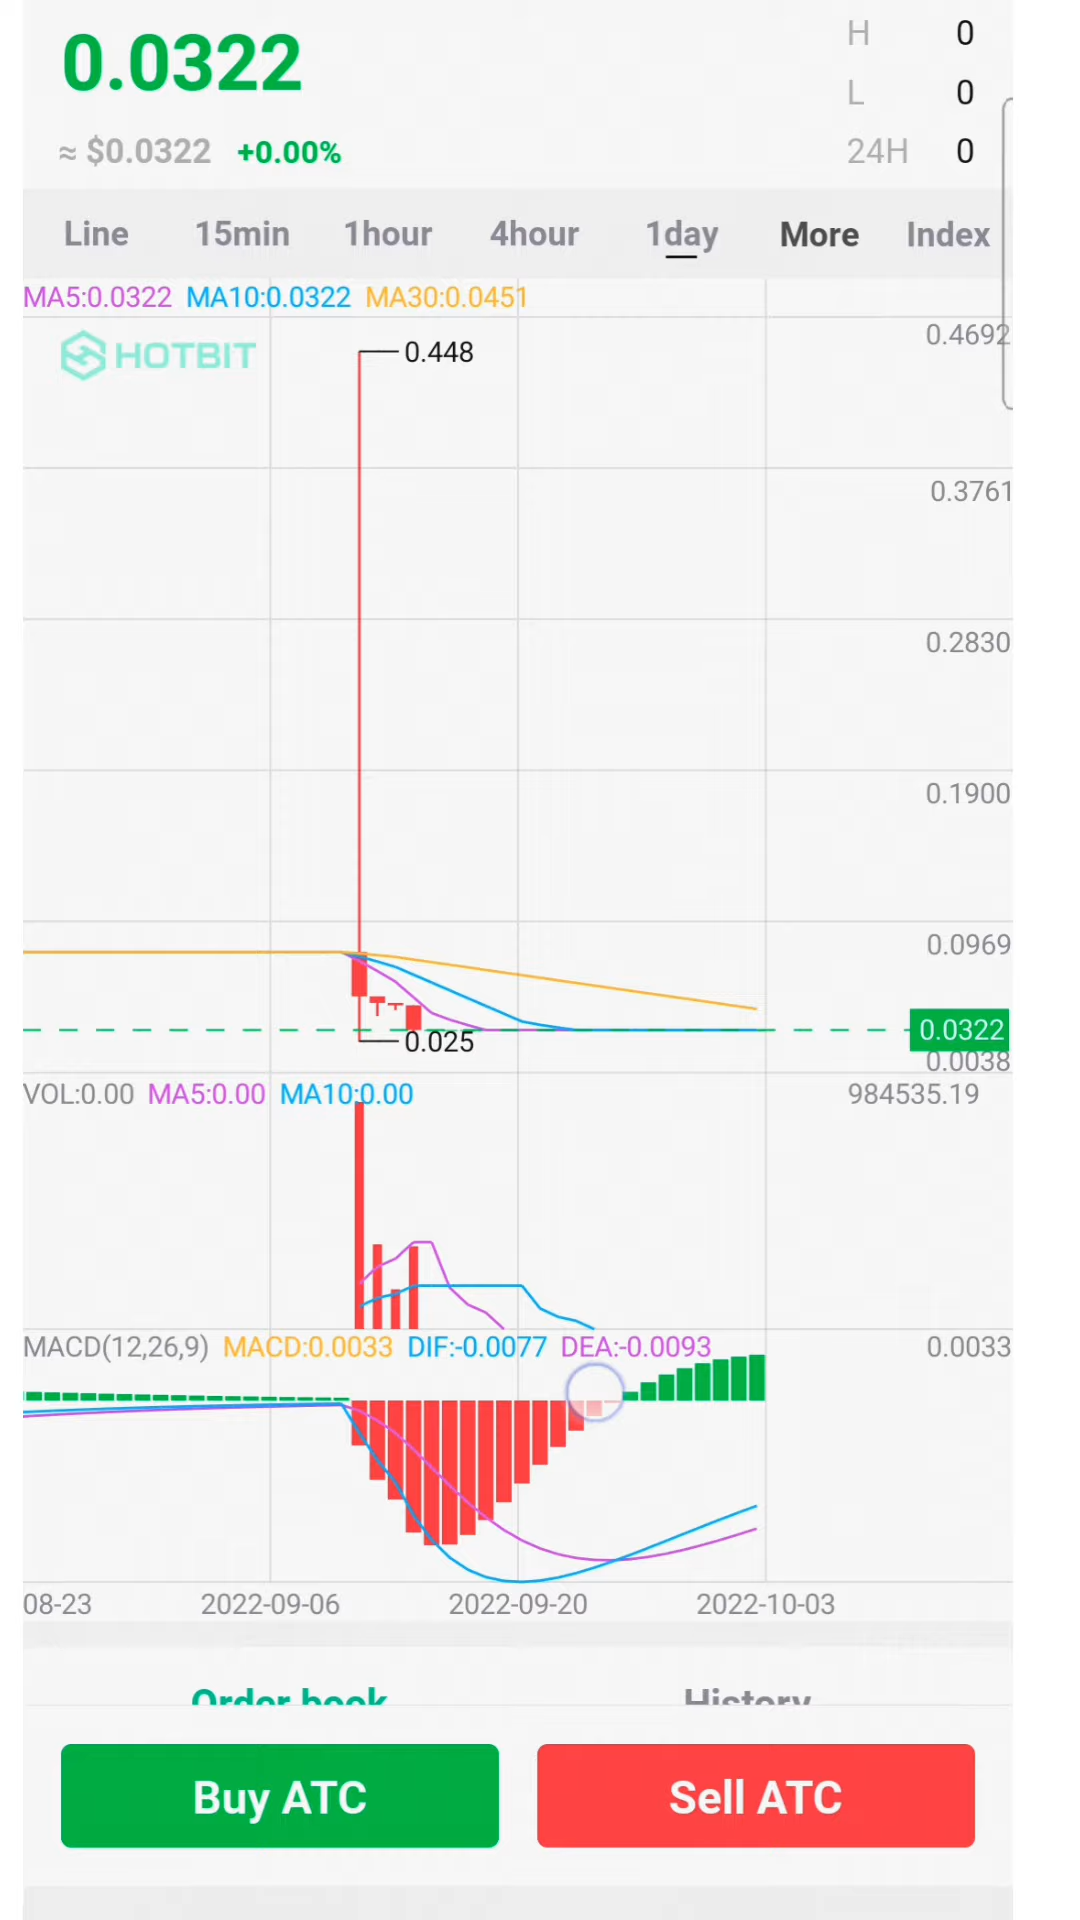 0.0322
H 0
L 0
≈ $0.0322 +0.00%
24H 0
Line 15min 1hour 4hour 1day More Index
MA5:0.0322 MA10:0.0322 MA30:0.0451
0.4692
HOTBIT
0.448
0.3761
0.2830
0.1900
0.0969
0.0322
0.025
0.0038
VOL:0.00 MA5:0.00 MA10:0.00 984535.19
MACD(12,26,9) MACD:0.0033 DIF:-0.0077 DEA:-0.0093 0.0033
08-23 2022-09-06 2022-09-20 2022-10-03
Order book History
Buy ATC Sell ATC